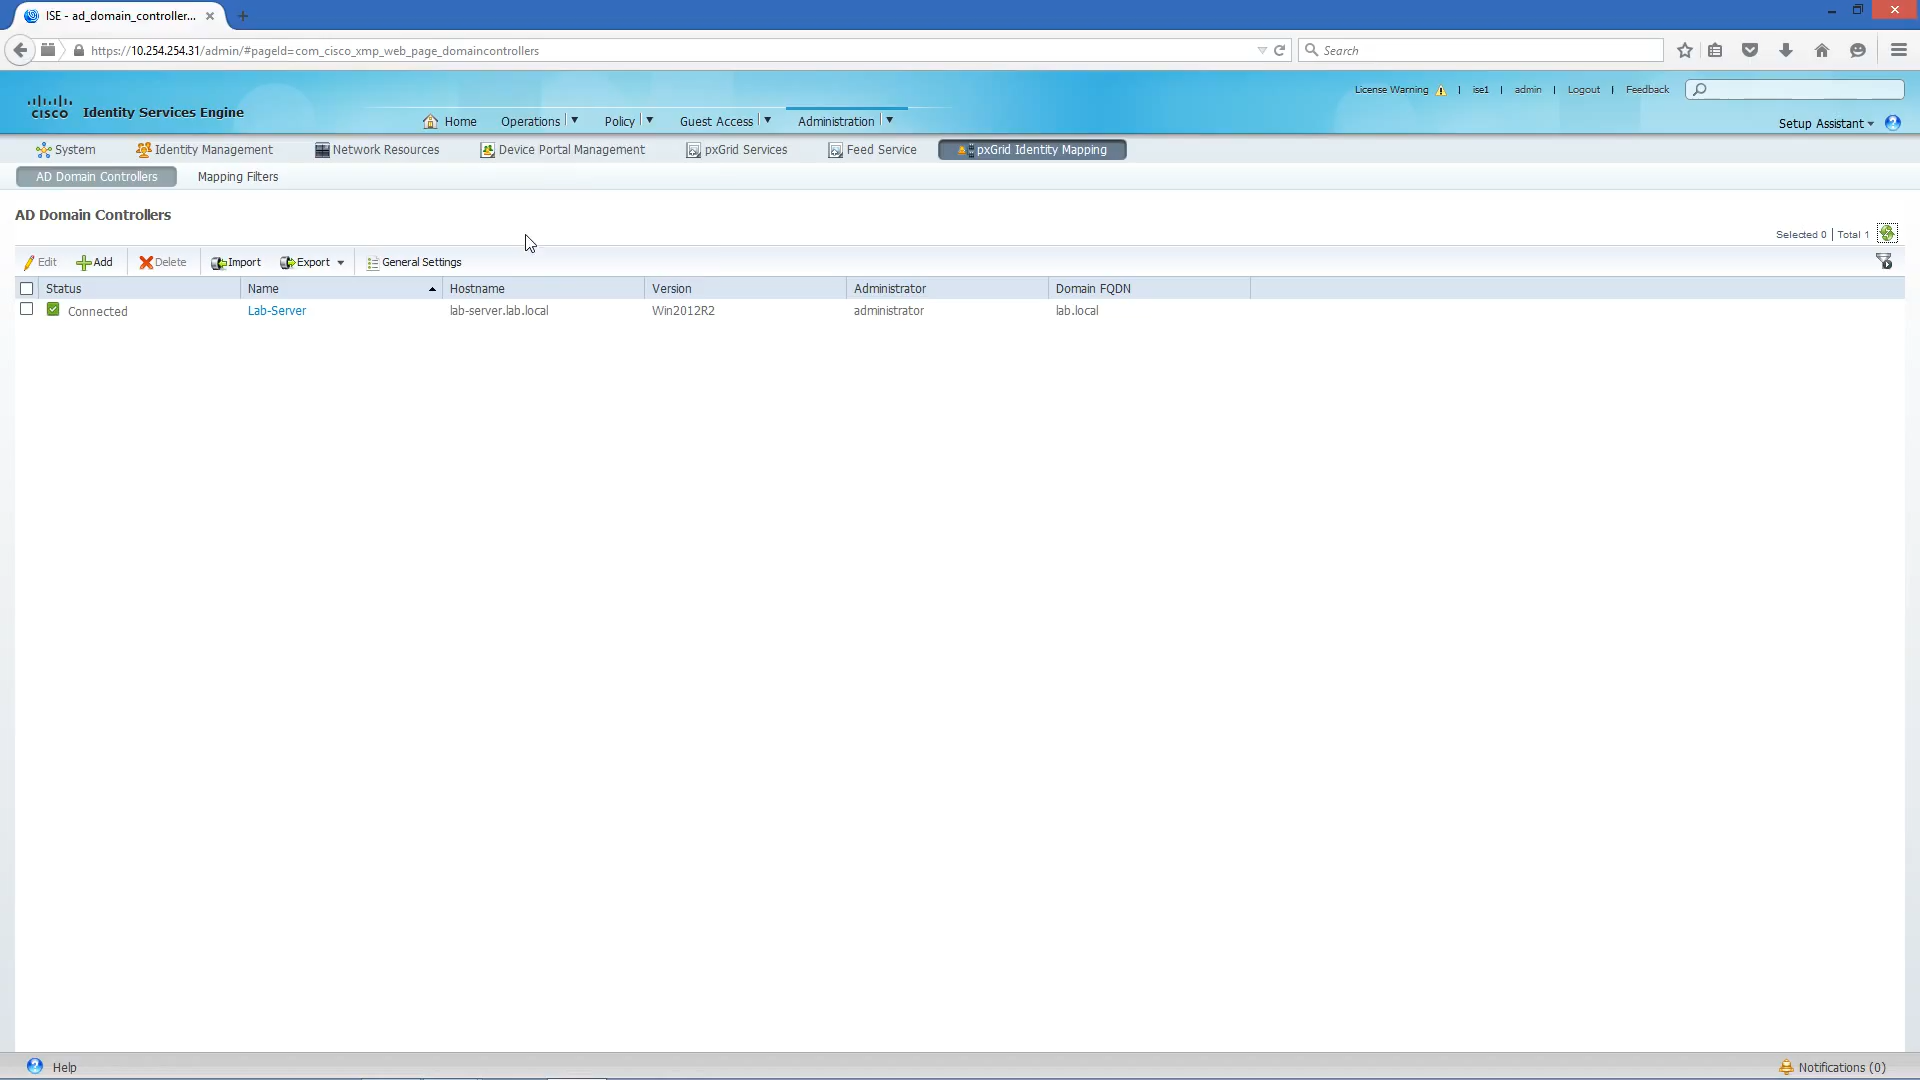 ISE - ad_domain_controller...
https://10.254.254.31/admin/#pageId=com_cisco_xmp_web_page_domaincontrollers
Search
License Warning | ise1 | admin | Logout | Feedback
cisco Identity Services Engine
Home Operations Policy Guest Access Administration
Setup Assistant
System Identity Management Network Resources Device Portal Management pxGrid Services Feed Service pxGrid Identity Mapping
AD Domain Controllers Mapping Filters
AD Domain Controllers
Selected 0 | Total 1
Edit Add Delete Import Export General Settings
Status Name Hostname Version Administrator Domain FQDN
Connected Lab-Server lab-server.lab.local Win2012R2 administrator lab.local
Help
Notifications (0)